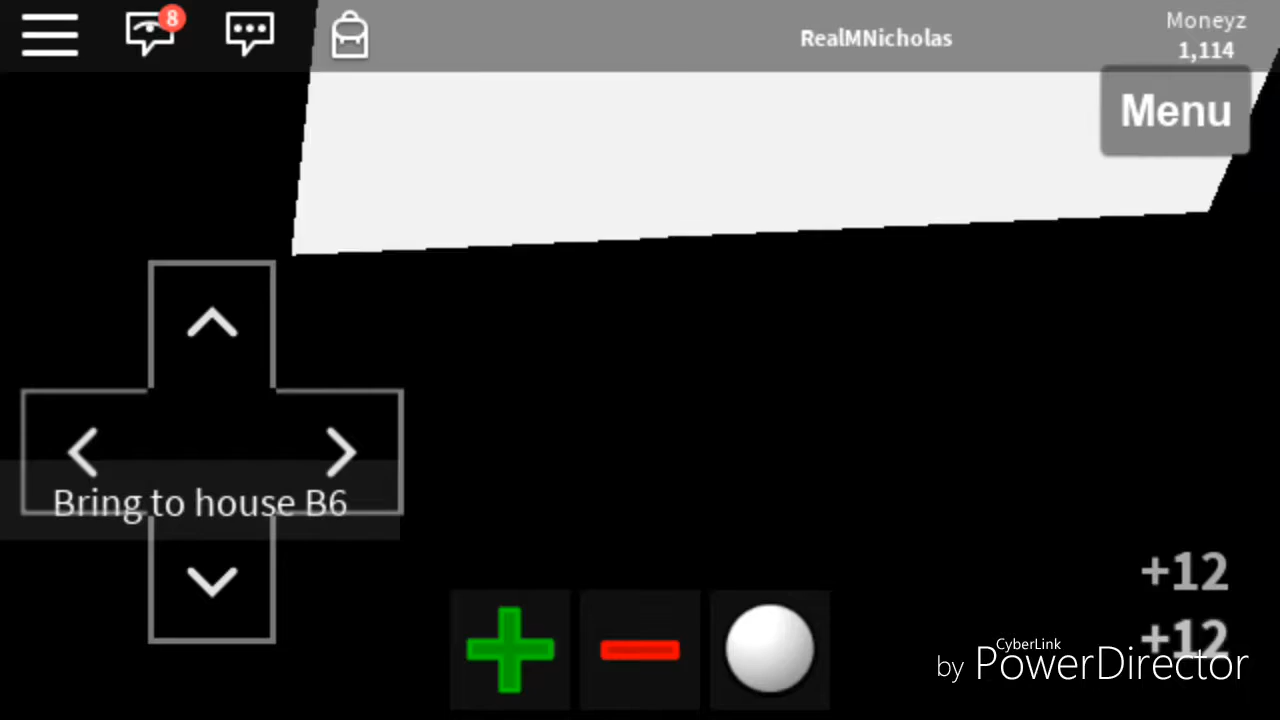 8
RealMNicholas
Moneyz
1,114
Menu
Bring to house B6
+12
+12
CyberLink
by PowerDirector